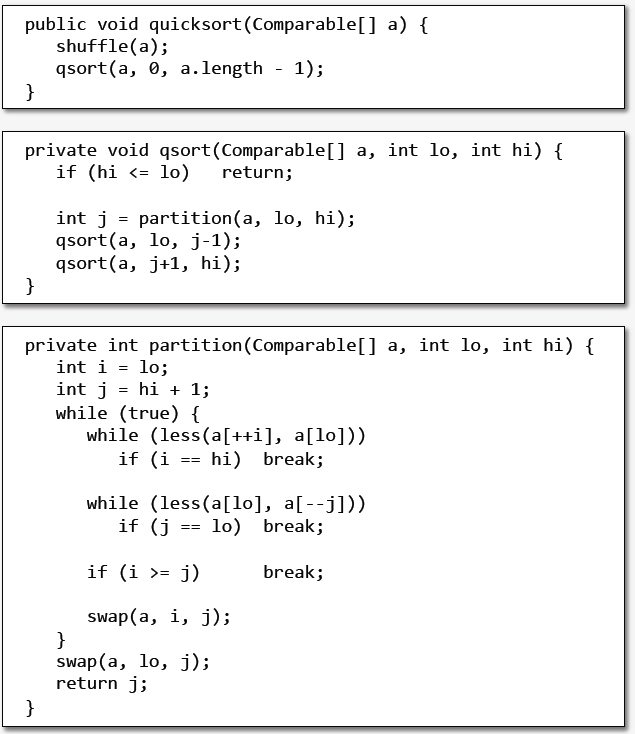 public void quicksort(Comparable[] a) {
   shuffle(a);
   qsort(a, 0, a.length - 1);
}
private void qsort(Comparable[] a, int lo, int hi) {
   if (hi <= lo)   return;
   int j = partition(a, lo, hi);
   qsort(a, lo, j-1);
   qsort(a, j+1, hi);
}
private int partition(Comparable[] a, int lo, int hi) {
   int i = lo;
   int j = hi + 1;
   while (true) {
      while (less(a[++i], a[lo]))
         if (i == hi)  break;
      while (less(a[lo], a[--j]))
         if (j == lo)  break;
      if (i >= j)      break;
      swap(a, i, j);
   }
   swap(a, lo, j);
   return j;
}